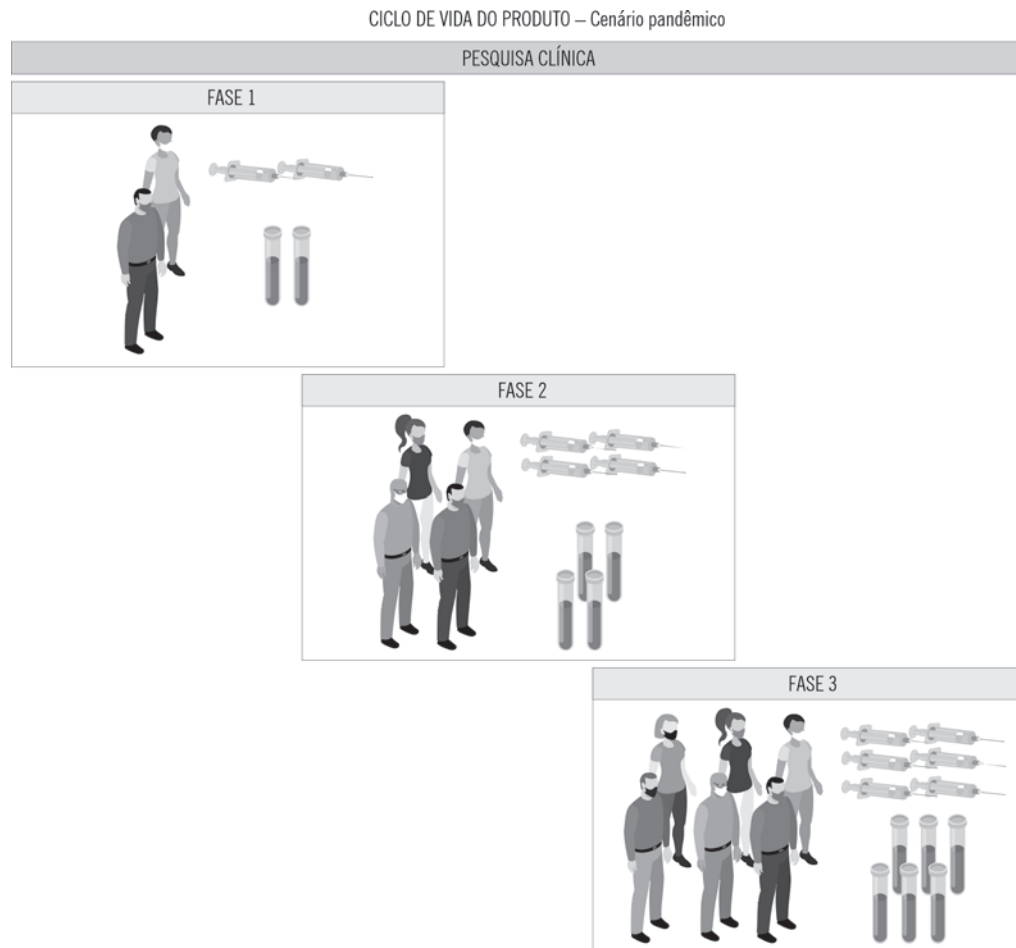 CICLO DE VIDA DO PRODUTO – Cenário pandêmico
PESQUISA CLÍNICA
FASE 1
FASE 2
FASE 3